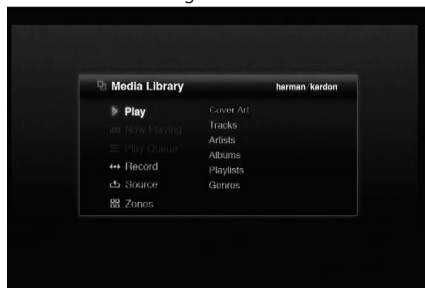 Media Library
harman/kardon
Play
Now Playing
Play Queue
Record
Source
Zones
Cover Art
Tracks
Artists
Albums
Playlists
Genres